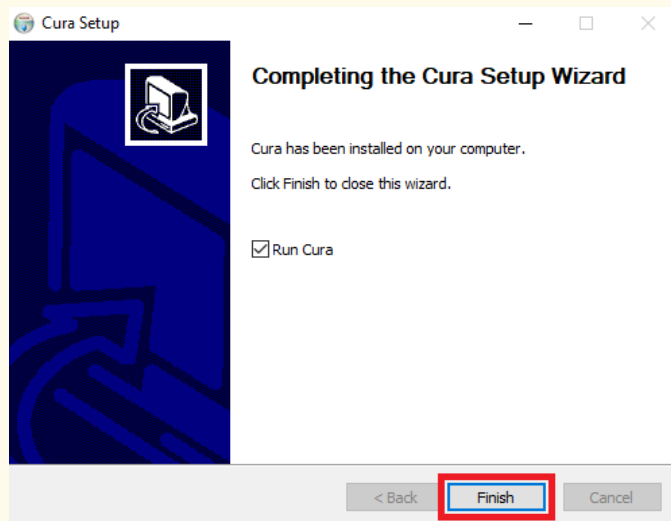 Cura Setup
Completing the Cura Setup Wizard
Cura has been installed on your computer.
Click Finish to close this wizard.
Run Cura
< Back Finish Cancel